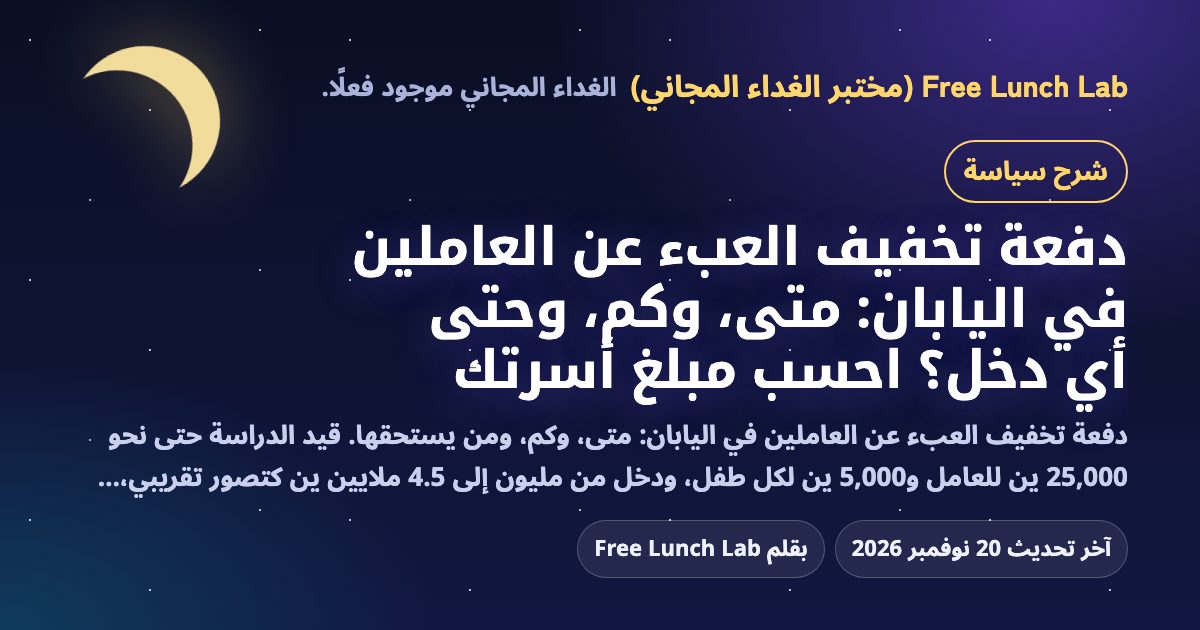 Free Lunch Lab (مختبر الغداء المجاني) الغداء المجاني موجود فعلًا.
شرح سياسة
دفعة تخفيف العبء عن العاملين
في اليابان: متى، وكم، وحتى
أي دخل؟ احسب مبلغ أسرتك
دفعة تخفيف العبء عن العاملين في اليابان: متى، وكم، ومن يستحقها. قيد الدراسة حتى نحو
25,000 ين للعامل و5,000 ين لكل طفل، ودخل من مليون إلى 4.5 ملايين ين كتصور تقريبي،...
آخر تحديث 20 نوفمبر 2026
بقلم Free Lunch Lab